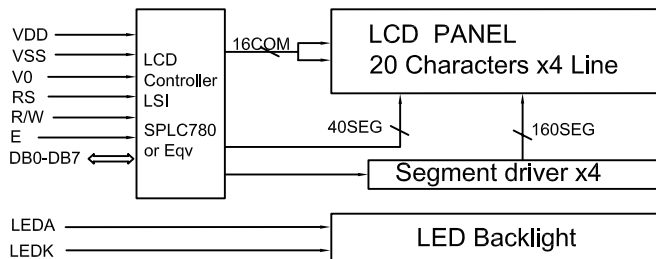 VDD
VSS
V0
RS
R/W
E
DB0-DB7
LCD
Controller
LSI
SPLC780
or Eqv
16COM
LCD PANEL
20 Characters x4 Line
40SEG
160SEG
Segment driver x4
LEDA
LEDK
LED Backlight